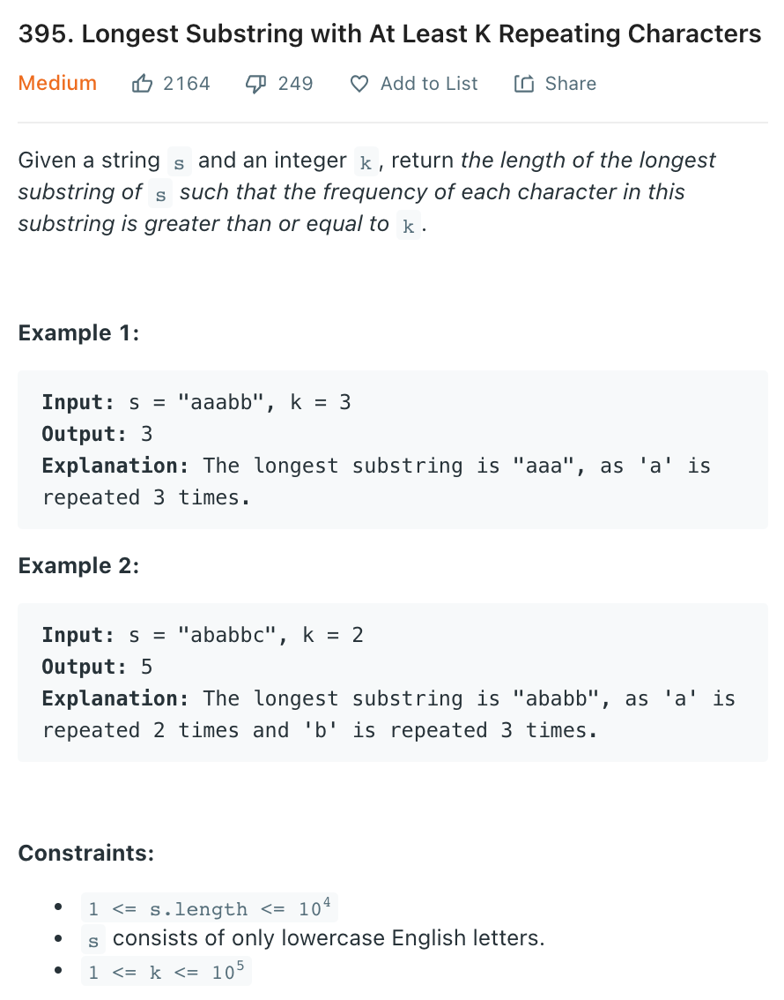 395. Longest Substring with At Least K Repeating Characters
Medium 2164 249 Add to List Share
Given a string s and an integer k , return the length of the longest
substring of s such that the frequency of each character in this
substring is greater than or equal to k .
Example 1:
Input: s = "aaabb", k = 3
Output: 3
Explanation: The longest substring is "aaa", as 'a' is
repeated 3 times.
Example 2:
Input: s = "ababbc", k = 2
Output: 5
Explanation: The longest substring is "ababb", as 'a' is
repeated 2 times and 'b' is repeated 3 times.
Constraints:
• 1 <= s.length <= 10⁴
• s consists of only lowercase English letters.
• 1 <= k <= 10⁵